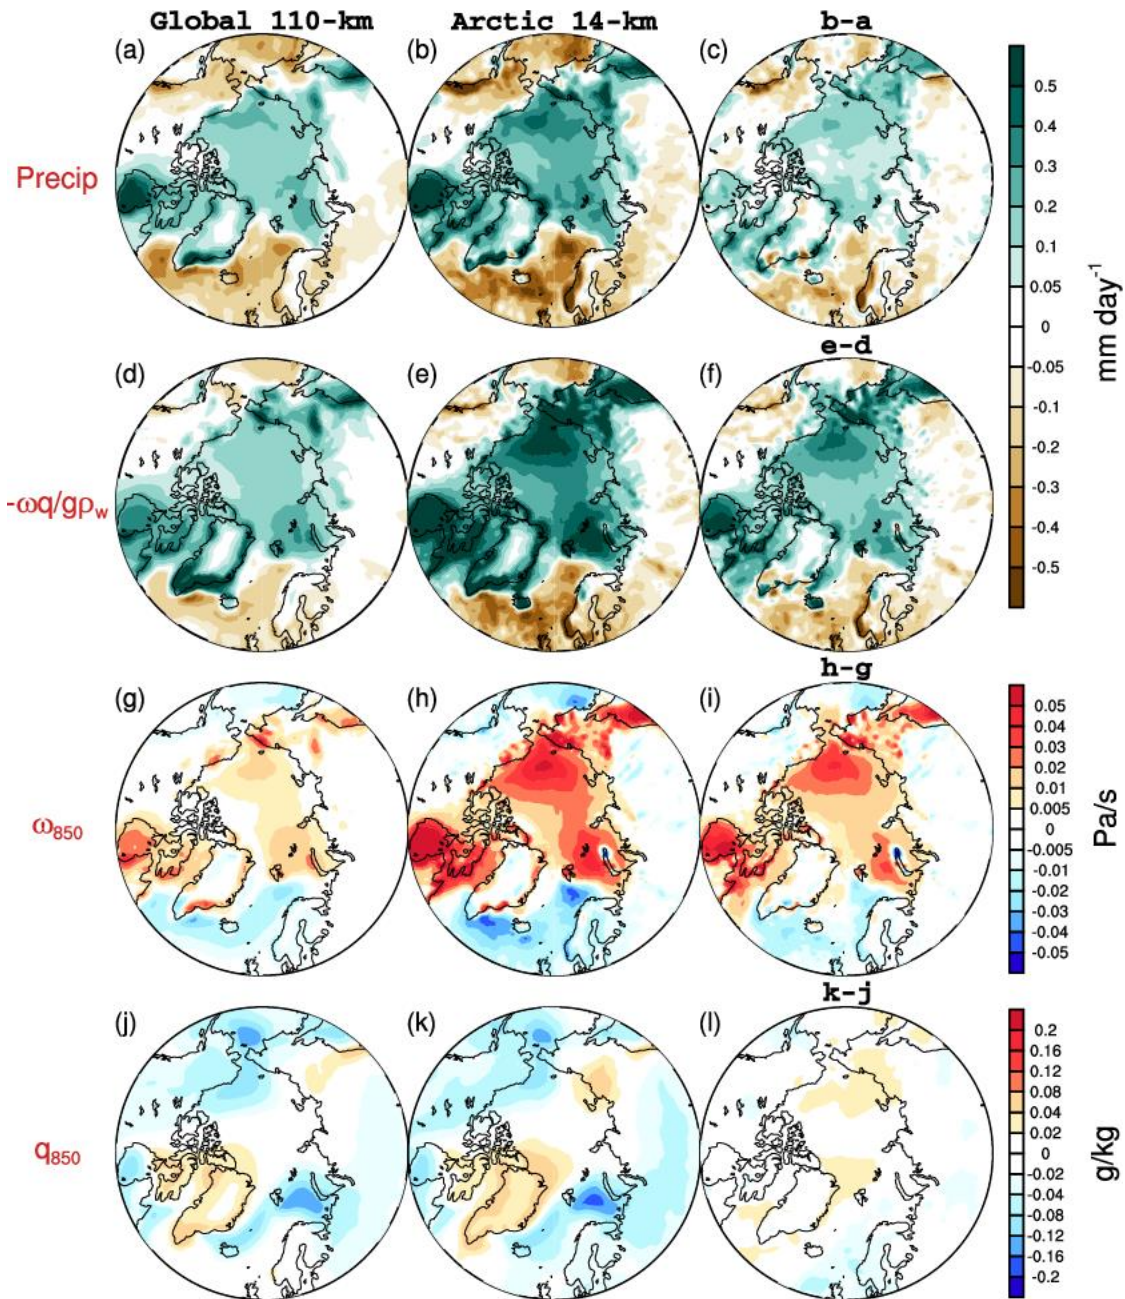 Global 110-km Arctic 14-km b-a
(a) (b) (c)
Precip
0.5
0.4
0.3
0.2
0.1
0.05
0
-0.05
-0.1
-0.2
-0.3
-0.4
-0.5
mm day⁻¹
e-d
(d) (e) (f)
-ωq/gρw
h-g
(g) (h) (i)
ω850
0.05
0.04
0.03
0.02
0.01
0.005
0
-0.005
-0.01
-0.02
-0.03
-0.04
-0.05
Pa/s
k-j
(j) (k) (l)
q850
0.2
0.16
0.12
0.08
0.04
0.02
0
-0.02
-0.04
-0.08
-0.12
-0.16
-0.2
g/kg